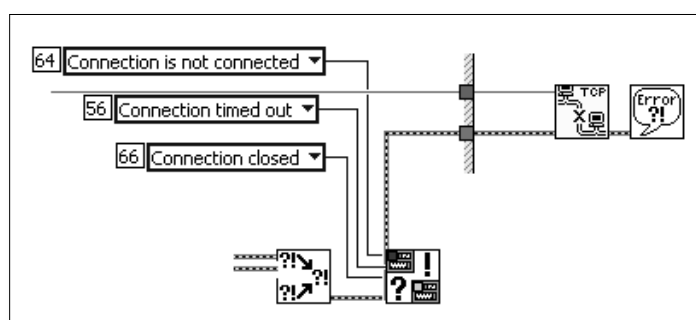 64 Connection is not connected
56 Connection timed out
66 Connection closed
TCP
X
Error
?!
?!
?!
?!
!
?